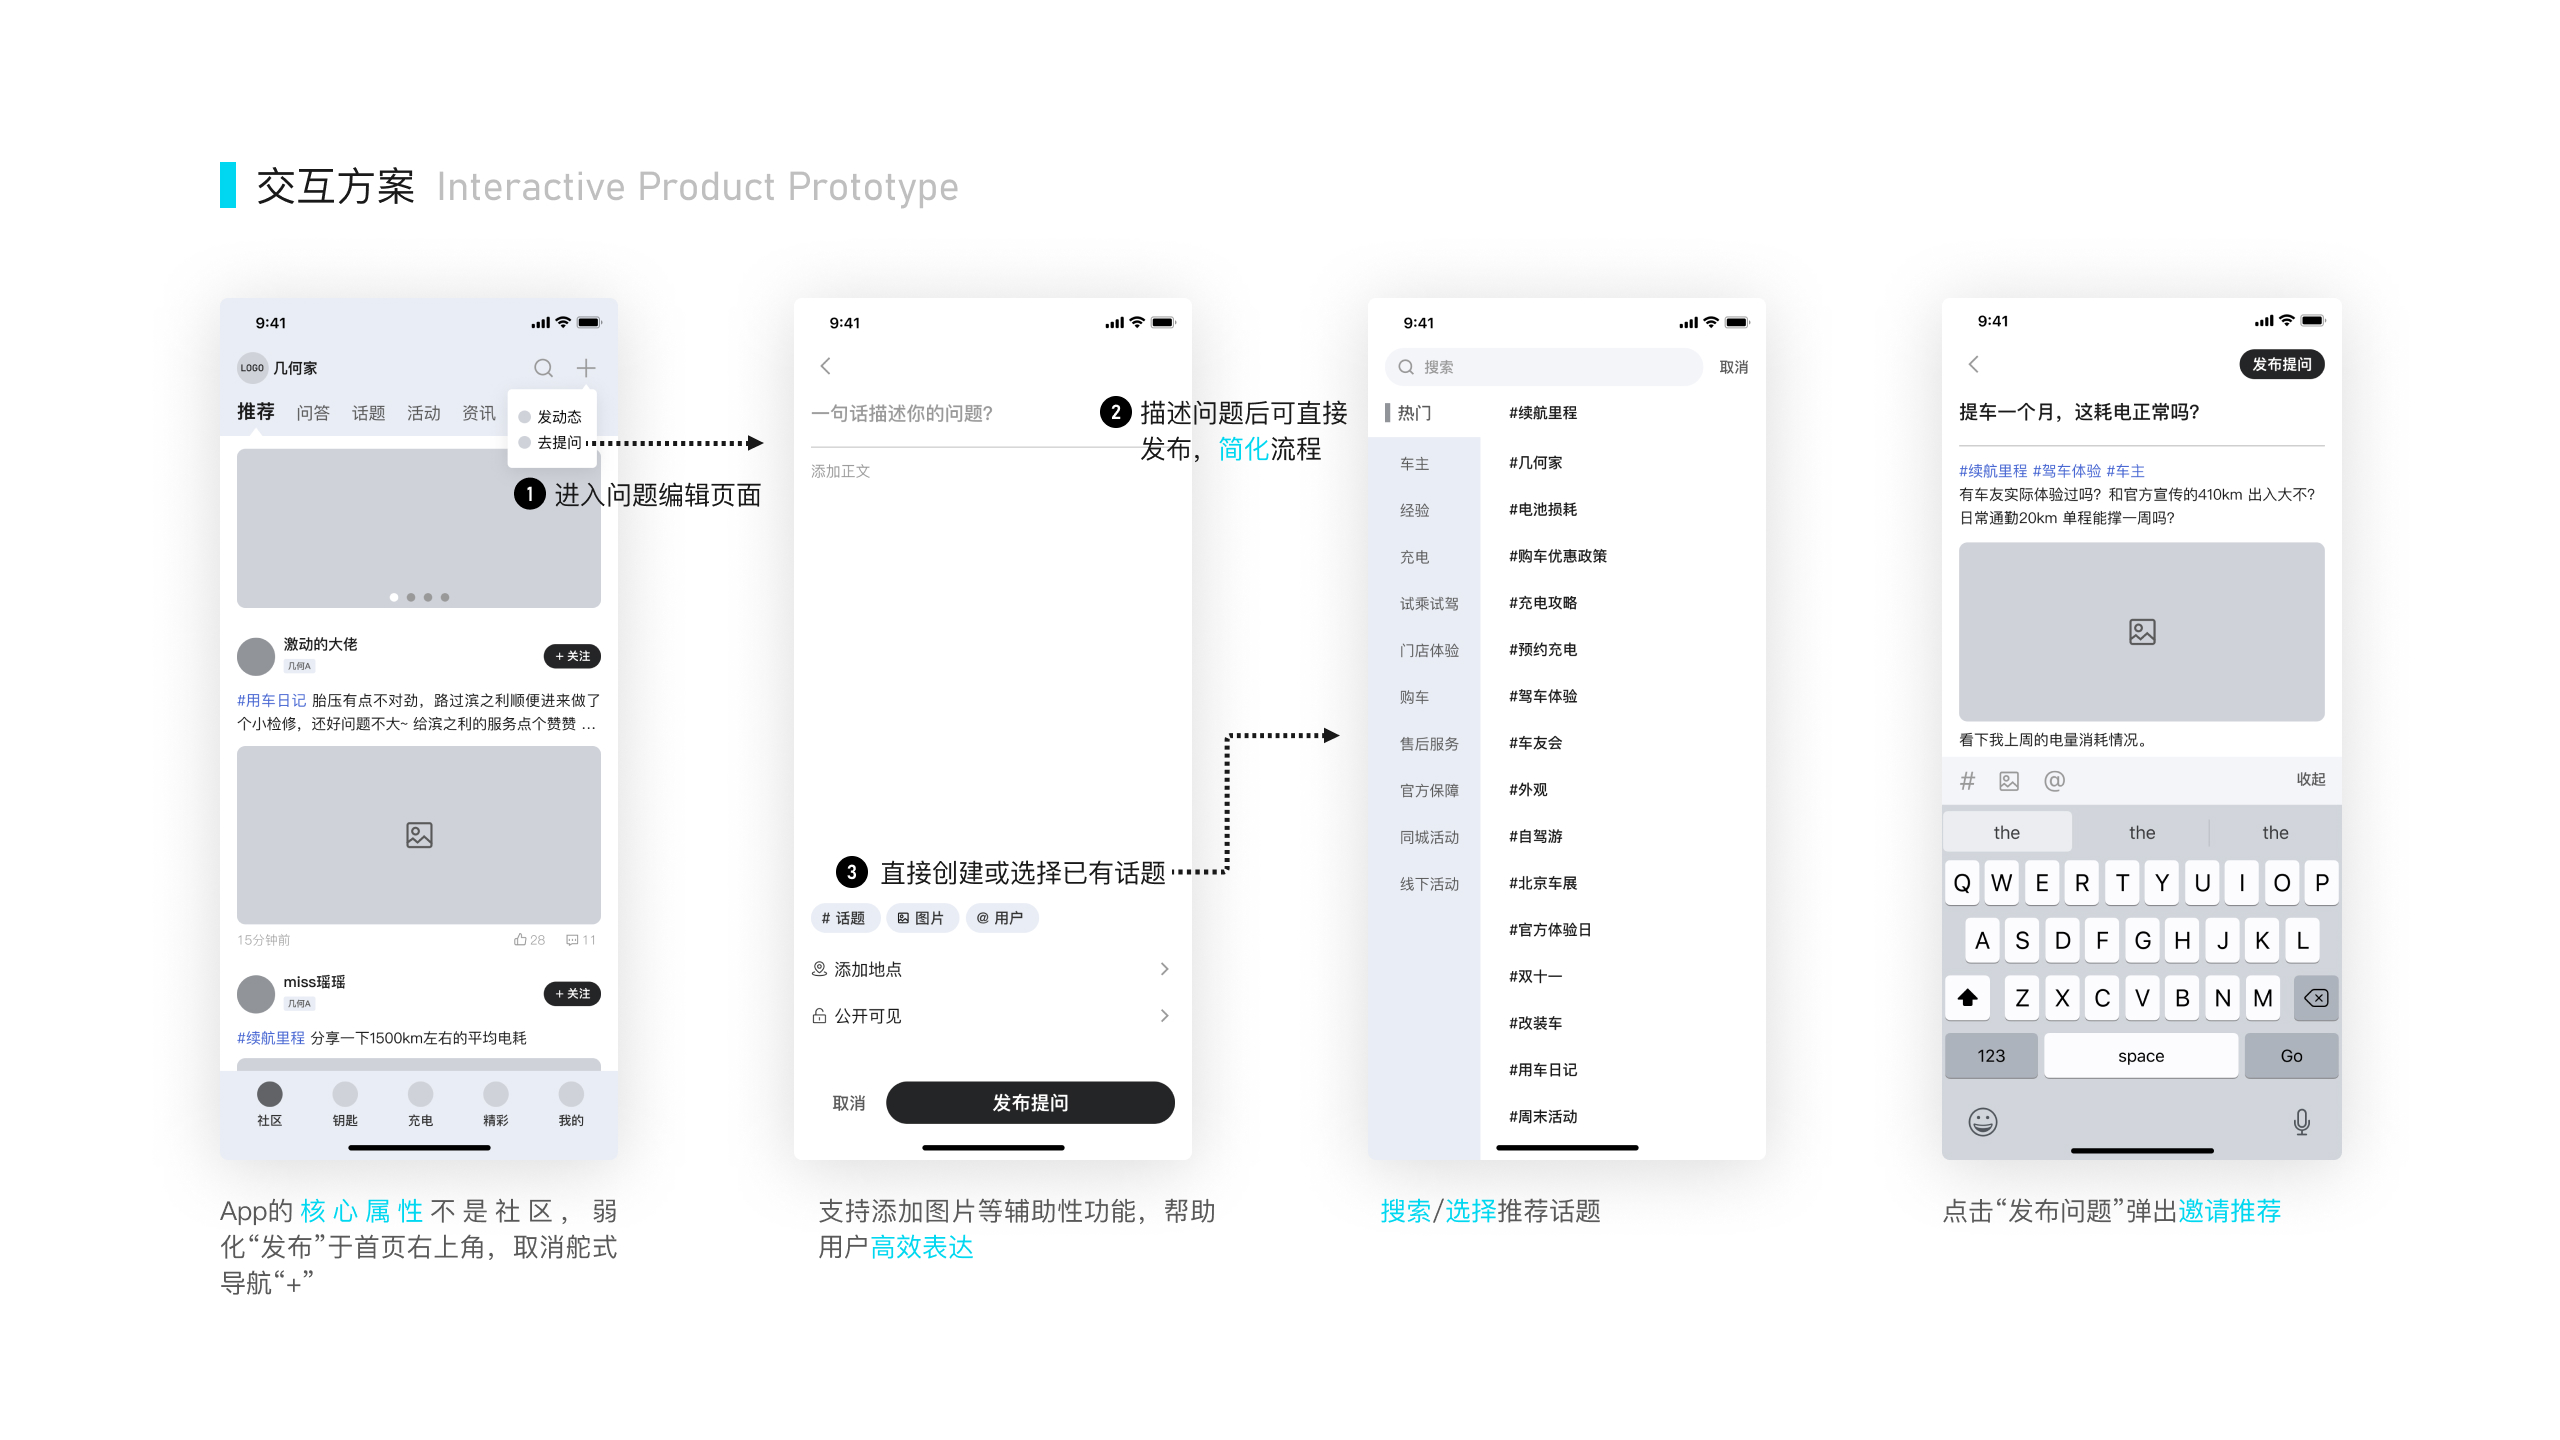 交互方案 Interactive Product Prototype
9:41
LOGO 几何家
推荐 问答 话题 活动 资讯
发动态
去提问
1 进入问题编辑页面
激动的大佬
几何A
+ 关注
#用车日记 胎压有点不对劲，路过滨之利顺便进来做了
个小检修，还好问题不大~ 给滨之利的服务点个赞赞 ...
15分钟前 28 11
miss瑶瑶
几何A
+ 关注
#续航里程 分享一下1500km左右的平均电耗
社区 钥匙 充电 精彩 我的
App的核心属性不是社区，弱
化“发布”于首页右上角，取消舵式
导航“+”
9:41
一句话描述你的问题?
添加正文
2 描述问题后可直接
发布，简化流程
3 直接创建或选择已有话题
# 话题 图片 @ 用户
添加地点
公开可见
取消 发布提问
支持添加图片等辅助性功能，帮助
用户高效表达
9:41
搜索 取消
热门
车主
经验
充电
试乘试驾
门店体验
购车
售后服务
官方保障
同城活动
线下活动
#续航里程
#几何家
#电池损耗
#购车优惠政策
#充电攻略
#预约充电
#驾车体验
#车友会
#外观
#自驾游
#北京车展
#官方体验日
#双十一
#改装车
#用车日记
#周末活动
搜索/选择推荐话题
9:41
发布提问
提车一个月，这耗电正常吗?
#续航里程 #驾车体验 #车主
有车友实际体验过吗？和官方宣传的410km 出入大不？
日常通勤20km 单程能撑一周吗？
看下我上周的电量消耗情况。
# @ 收起
the the the
Q W E R T Y U I O P
A S D F G H J K L
Z X C V B N M
123 space Go
点击“发布问题”弹出邀请推荐